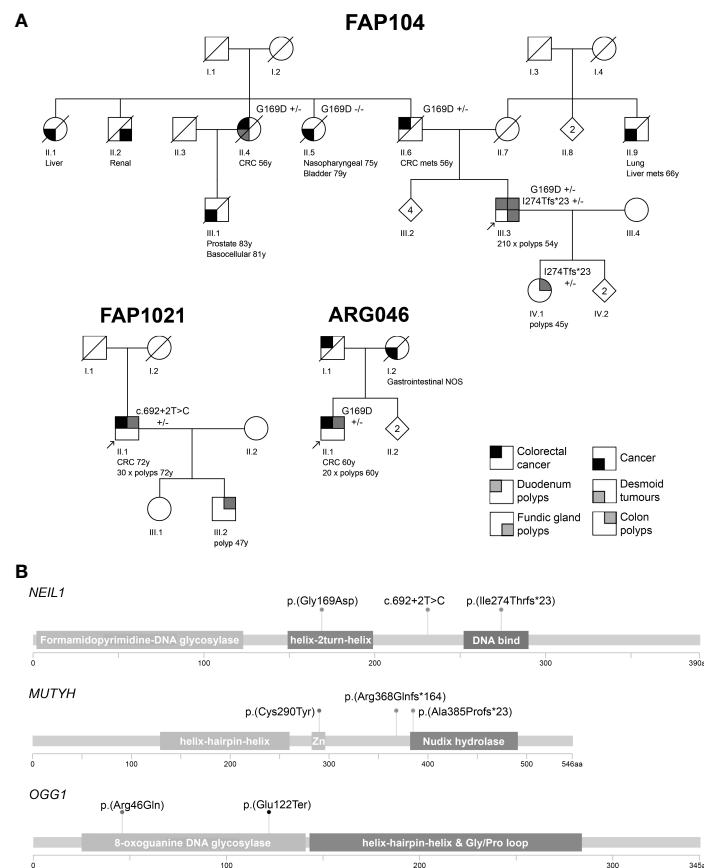 A
FAP104
I.1
I.2
I.3
I.4
G169D +/-
G169D -/-
G169D +/-
2
II.1
Liver
II.2
Renal
II.3
II.4
CRC 56y
II.5
Nasopharyngeal 75y
Bladder 79y
II.6
CRC mets 56y
II.7
II.8
II.9
Lung
Liver mets 66y
G169D +/-
I274Tfs*23 +/-
4
III.1
Prostate 83y
Basocellular 81y
III.2
III.3
210 x polyps 54y
III.4
I274Tfs*23
+/-
2
IV.1
polyps 45y
IV.2
FAP1021
I.1
I.2
c.692+2T>C
+/-
II.1
CRC 72y
30 x polyps 72y
II.2
III.1
III.2
polyp 47y
ARG046
I.1
I.2
Gastrointestinal NOS
G169D
+/-
2
II.1
CRC 60y
20 x polyps 60y
II.2
Colorectal
cancer
Cancer
Duodenum
polyps
Desmoid
tumours
Fundic gland
polyps
Colon
polyps
B
NEIL1
p.(Gly169Asp)
c.692+2T>C
p.(Ile274Thrfs*23)
Formamidopyrimidine-DNA glycosylase
helix-2turn-helix
DNA bind
0
100
200
300
390a
MUTYH
p.(Arg368Glnfs*164)
p.(Cys290Tyr)
p.(Ala385Profs*23)
helix-hairpin-helix
Zn
Nudix hydrolase
0
100
200
300
400
500
546aa
OGG1
p.(Arg46Gln)
p.(Glu122Ter)
8-oxoguanine DNA glycosylase
helix-hairpin-helix & Gly/Pro loop
0
100
200
300
345a